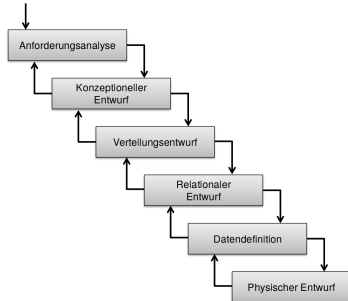 Anforderungsanalyse
Konzeptioneller
Entwurf
Verteilungsentwurf
Relationaler
Entwurf
Datendefinition
Physischer Entwurf